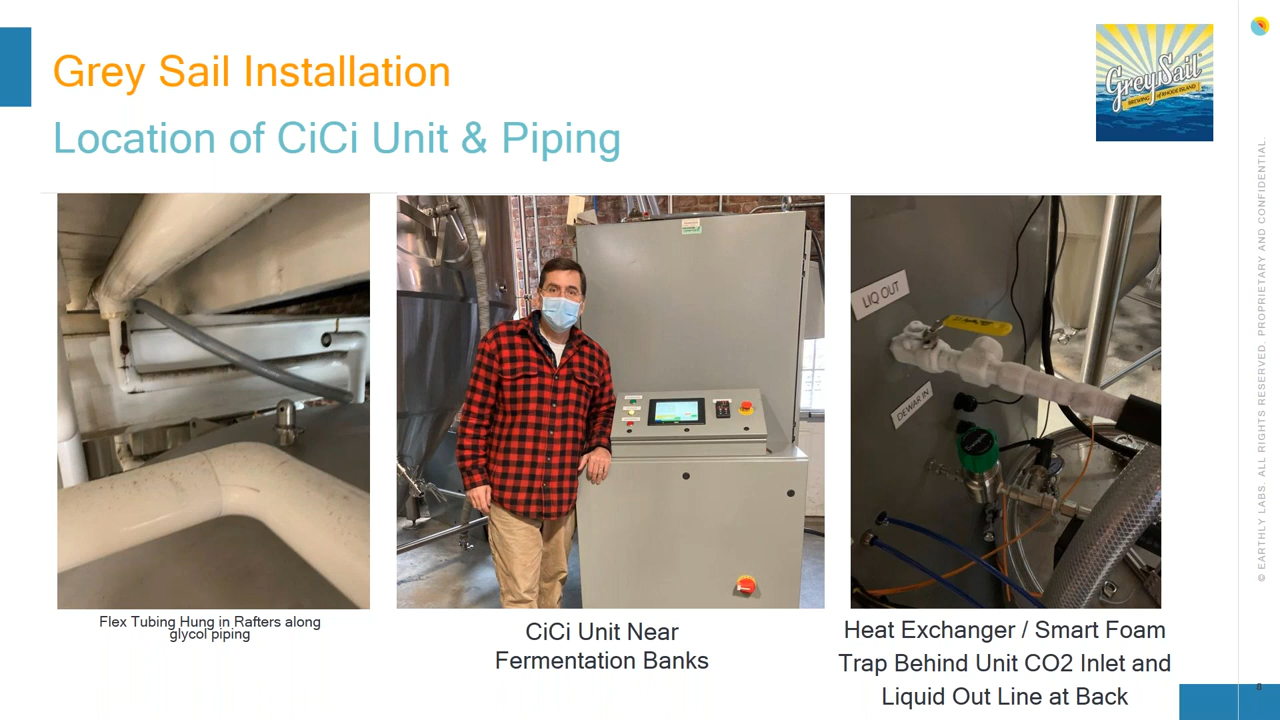 Grey Sail Installation
Location of CiCi Unit & Piping
GreySail
BREWING OF RHODE ISLAND
LIQ OUT
DEWAR IN
Flex Tubing Hung in Rafters along
glycol piping
CiCi Unit Near
Fermentation Banks
Heat Exchanger / Smart Foam
Trap Behind Unit CO2 Inlet and
Liquid Out Line at Back
© EARTHLY LABS. ALL RIGHTS RESERVED. PROPRIETARY AND CONFIDENTIAL.
8